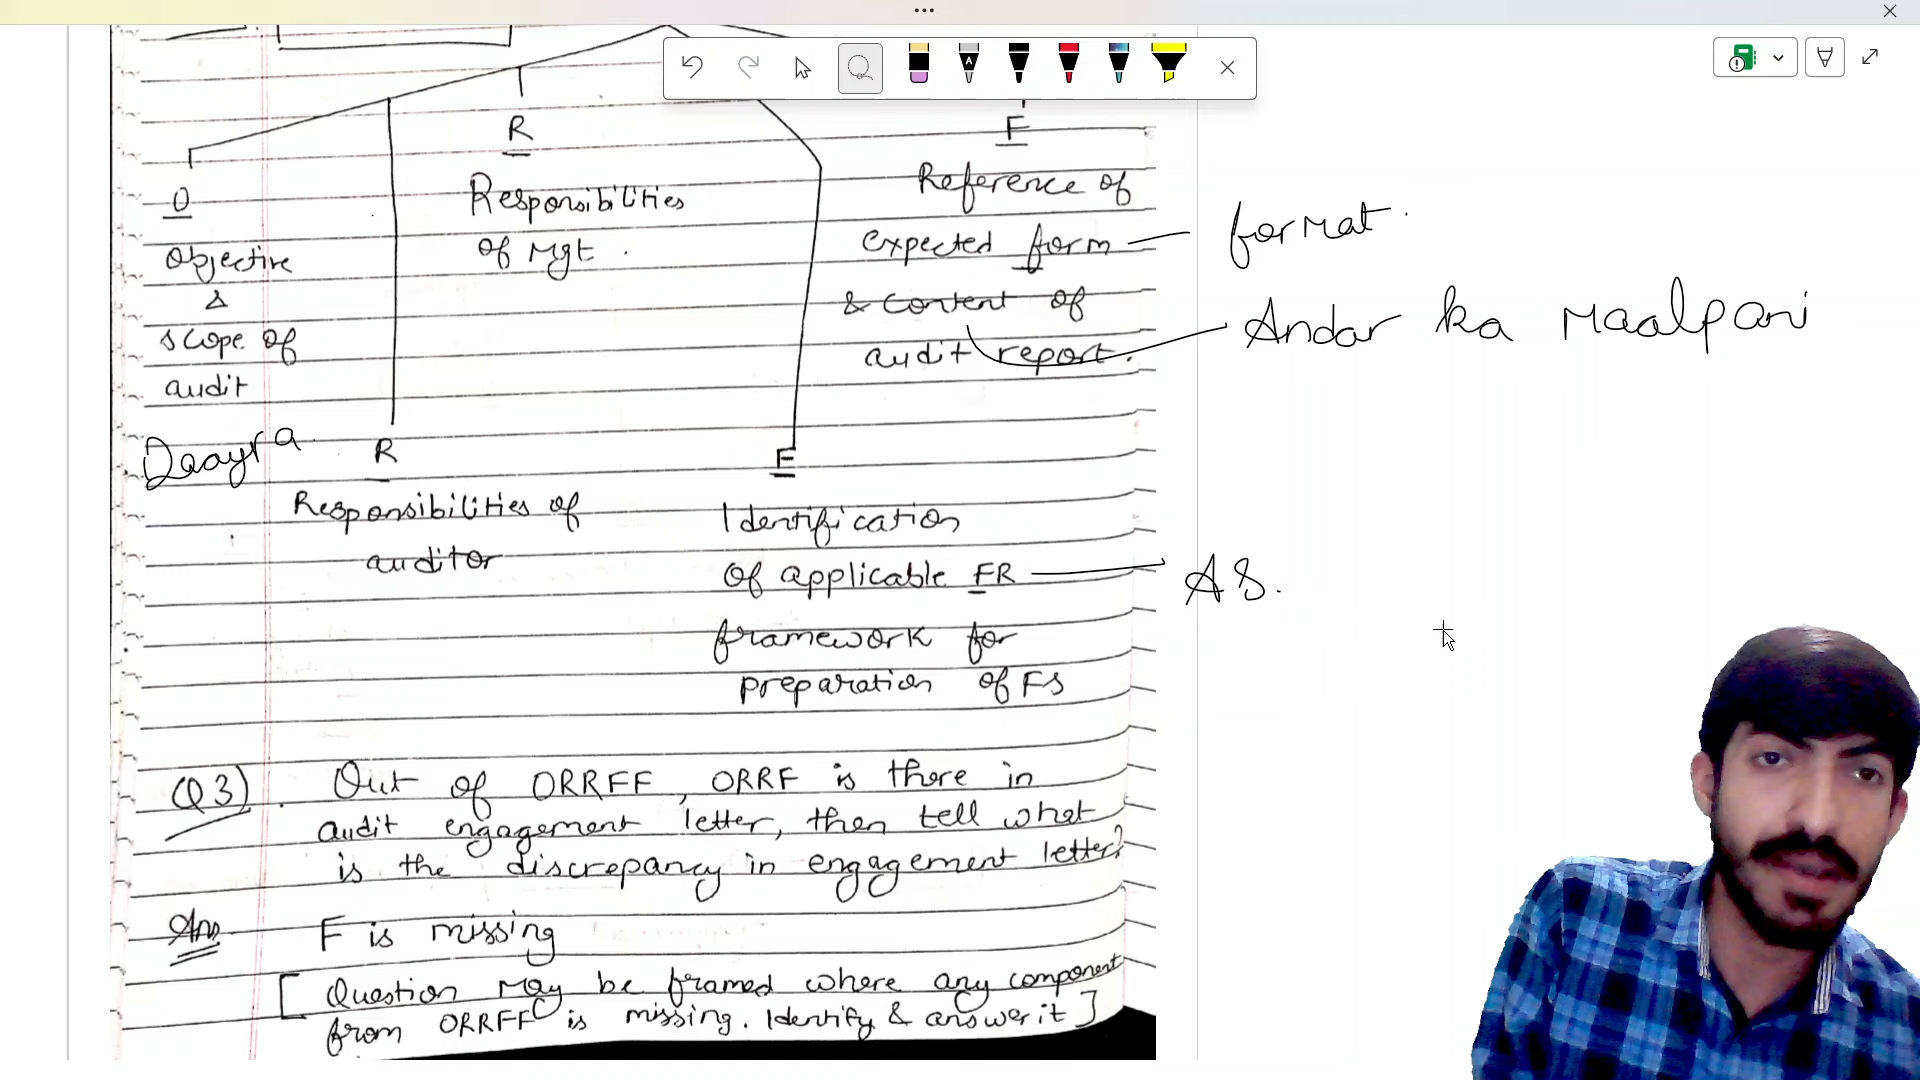 O
Objective
&
scope of
audit
Daayra
R
Responsibilities
of Mgt.
R
Responsibilities of
auditor
F
Reference of
expected form
& content of
audit report.
format.
Andar ka Maalpani
F
Identification
Of applicable FR
framework for
preparation of FS
AS.
Q3). Out of ORRFF, ORRF is there in
audit engagement letter, then tell what
is the discrepancy in engagement letter?
Ans F is missing
[Question May be framed where any component
from ORRFF is missing. Identify & answer it]